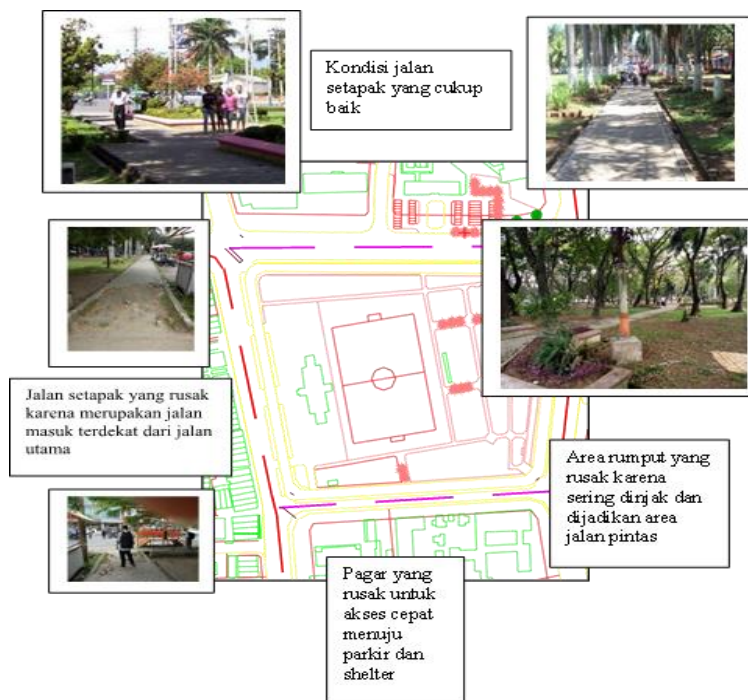 Kondisi jalan
setapak yang cukup
baik
Jalan setapak yang rusak
karena merupakan jalan
masuk terdekat dari jalan
utama
Area rumput yang
rusak karena
sering dinjak dan
dijadikan area
jalan pintas
Pagar yang
rusak untuk
akses cepat
menuju
parkir dan
shelter